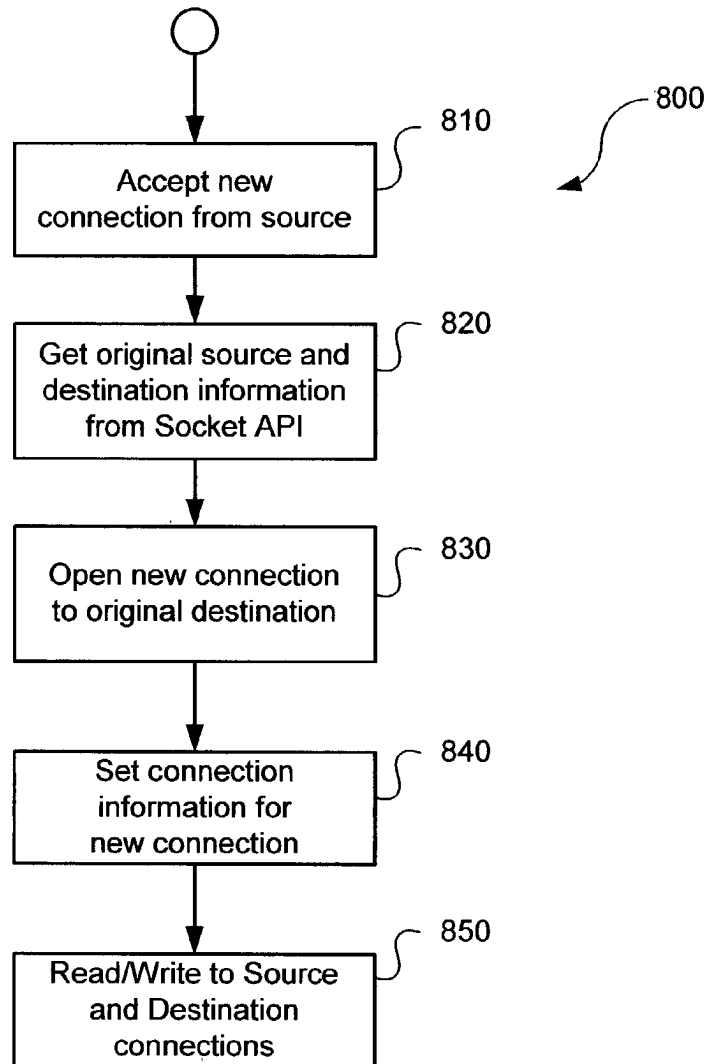 800
810
Accept new
connection from source
820
Get original source and
destination information
from Socket API
830
Open new connection
to original destination
840
Set connection
information for
new connection
850
Read/Write to Source
and Destination
connections